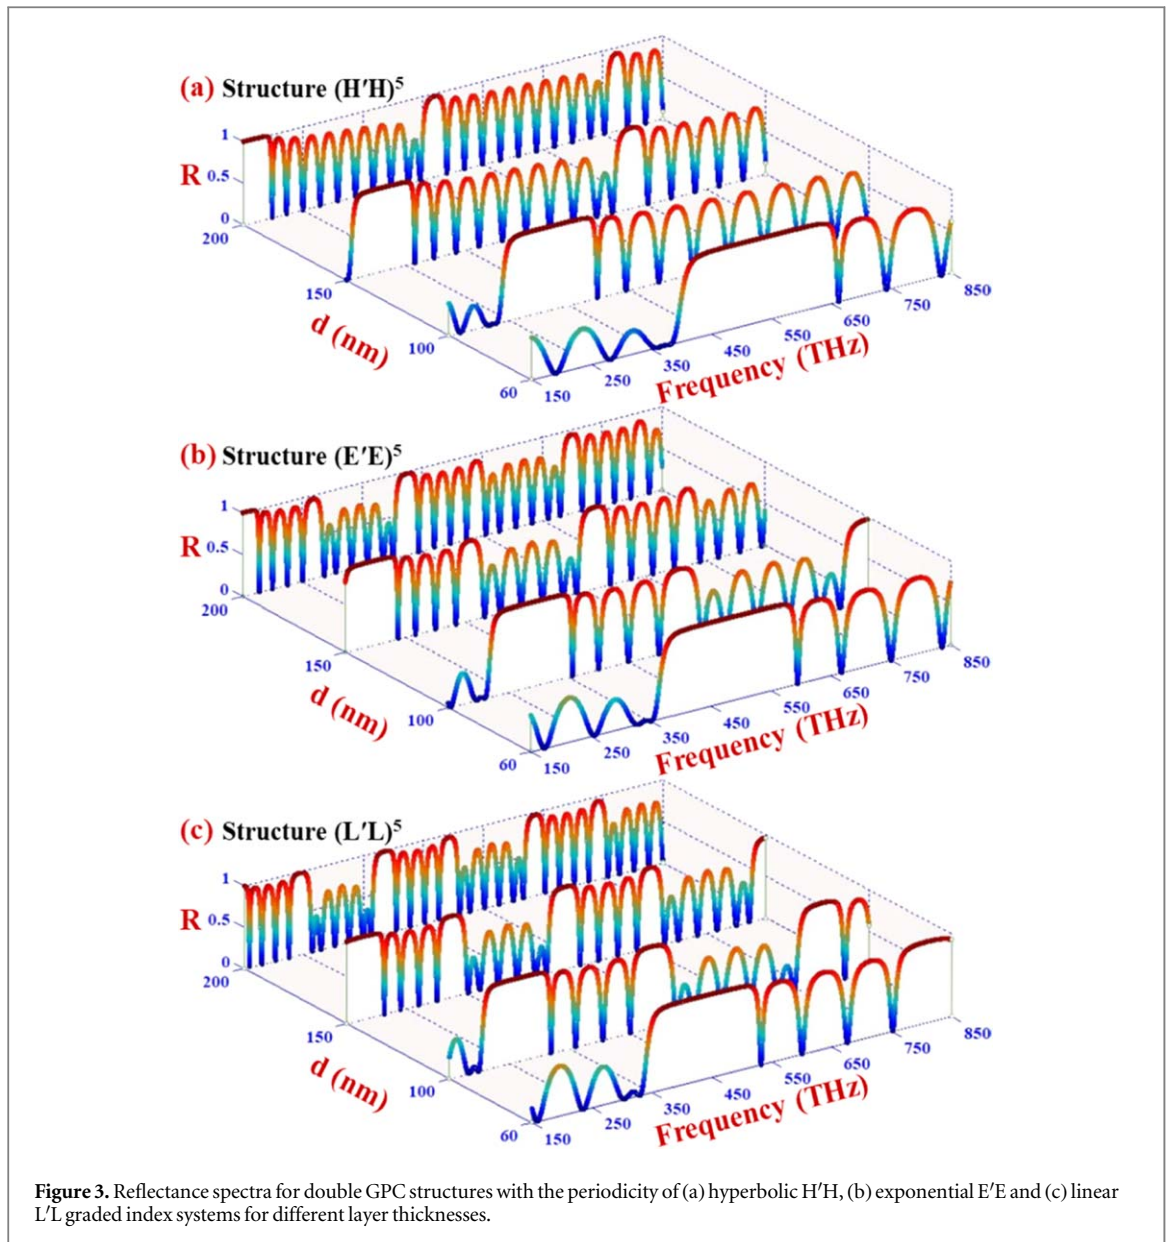 (a) Structure (H′H)⁵
1
R 0.5
0
200
150
100
60
d (nm)
150 250 350 450 550 650 750 850
Frequency (THz)
(b) Structure (E′E)⁵
1
R 0.5
0
200
150
100
60
d (nm)
150 250 350 450 550 650 750 850
Frequency (THz)
(c) Structure (L′L)⁵
1
R 0.5
0
200
150
100
60
d (nm)
150 250 350 450 550 650 750 850
Frequency (THz)
Figure 3. Reflectance spectra for double GPC structures with the periodicity of (a) hyperbolic H′H, (b) exponential E′E and (c) linear
L′L graded index systems for different layer thicknesses.